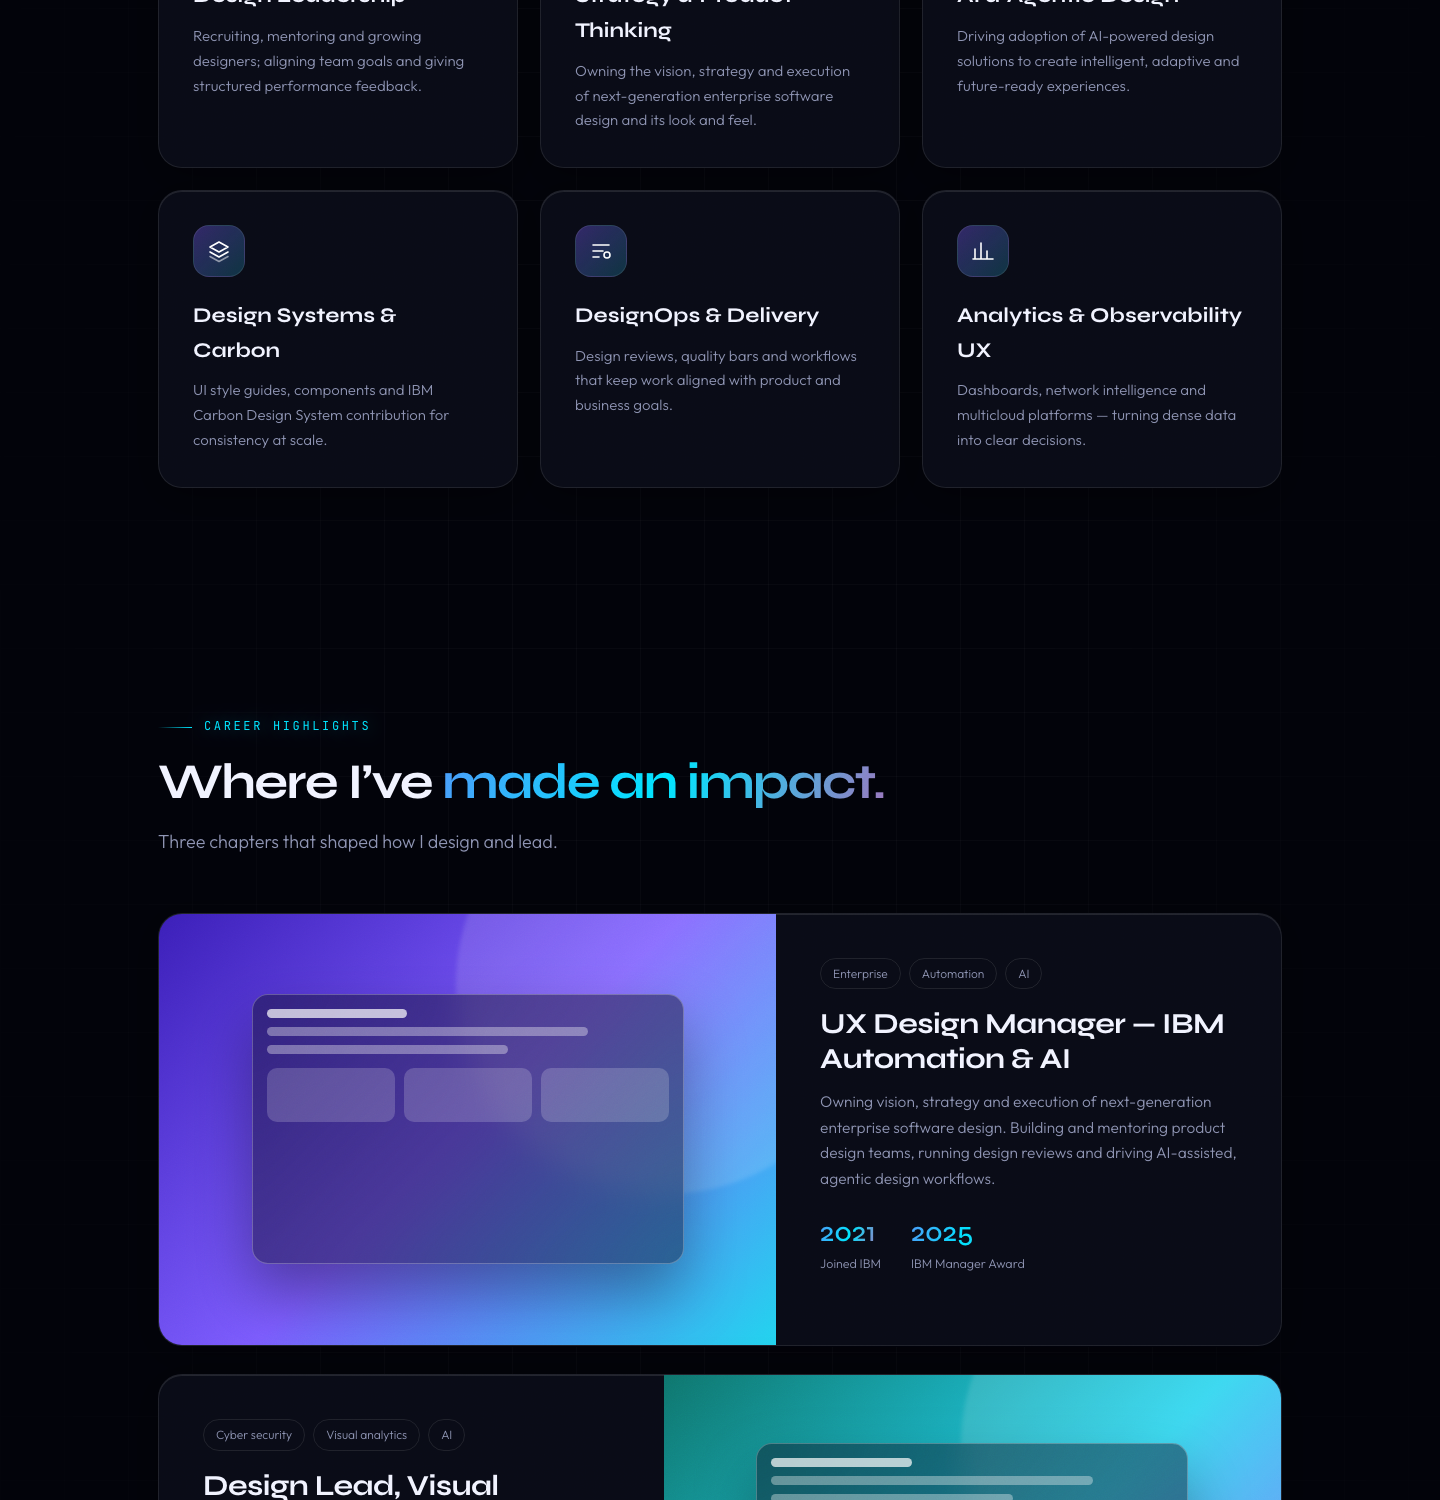 Design Leadership
Recruiting, mentoring and growing
designers; aligning team goals and giving
structured performance feedback.
Strategy & Product
Thinking
Owning the vision, strategy and execution
of next-generation enterprise software
design and its look and feel.
AI & Agentic Design
Driving adoption of AI-powered design
solutions to create intelligent, adaptive and
future-ready experiences.
Design Systems &
Carbon
UI style guides, components and IBM
Carbon Design System contribution for
consistency at scale.
DesignOps & Delivery
Design reviews, quality bars and workflows
that keep work aligned with product and
business goals.
Analytics & Observability
UX
Dashboards, network intelligence and
multicloud platforms — turning dense data
into clear decisions.
CAREER HIGHLIGHTS
Where I’ve made an impact.
Three chapters that shaped how I design and lead.
Enterprise
Automation
AI
UX Design Manager — IBM
Automation & AI
Owning vision, strategy and execution of next-generation
enterprise software design. Building and mentoring product
design teams, running design reviews and driving AI-assisted,
agentic design workflows.
2021
Joined IBM
2025
IBM Manager Award
Cyber security
Visual analytics
AI
Design Lead, Visual